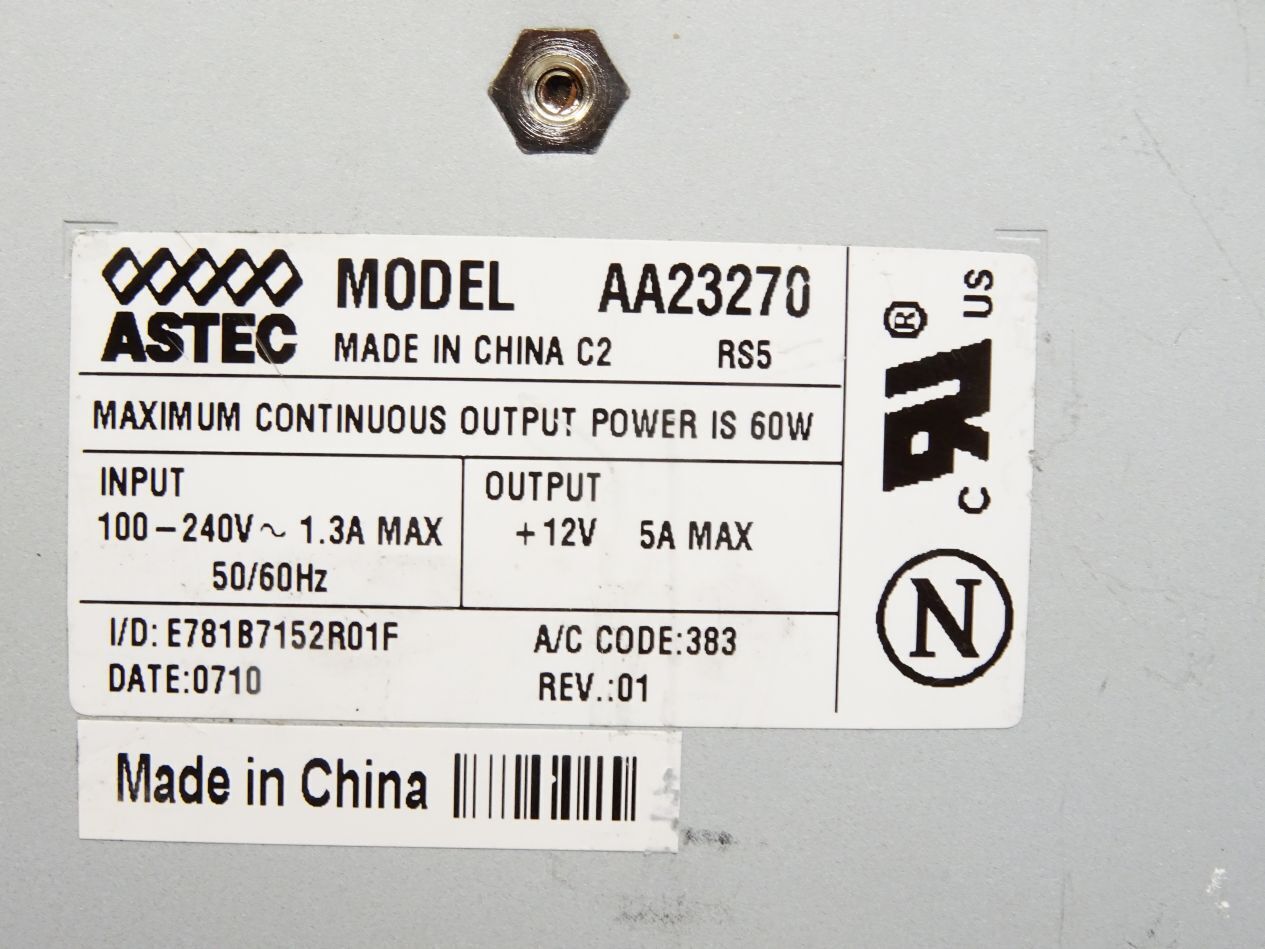 ASTEC MODEL AA23270
MADE IN CHINA C2 RS5
MAXIMUM CONTINUOUS OUTPUT POWER IS 60W
INPUT
100-240V~ 1.3A MAX
50/60Hz
OUTPUT
+12V 5A MAX
I/D: E781B7152R01F A/C CODE:383
DATE:0710 REV.:01
Made in China
c RU ® US
N